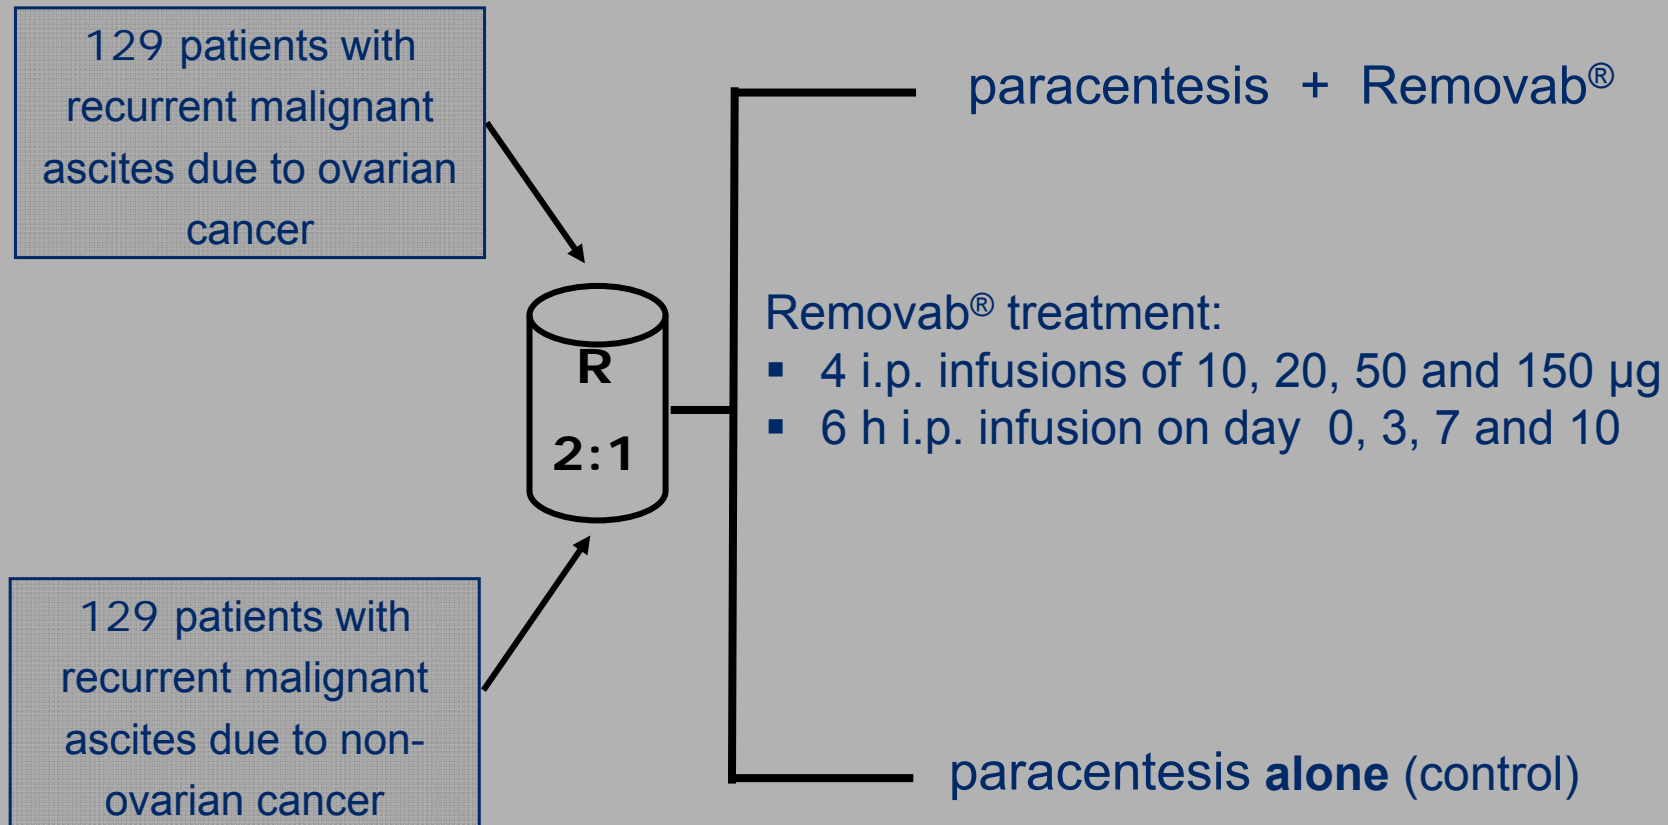 129 patients with
recurrent malignant
ascites due to ovarian
cancer
paracentesis + Removab®
R
2:1
Removab® treatment:
▪ 4 i.p. infusions of 10, 20, 50 and 150 µg
▪ 6 h i.p. infusion on day 0, 3, 7 and 10
129 patients with
recurrent malignant
ascites due to non-
ovarian cancer
paracentesis alone (control)